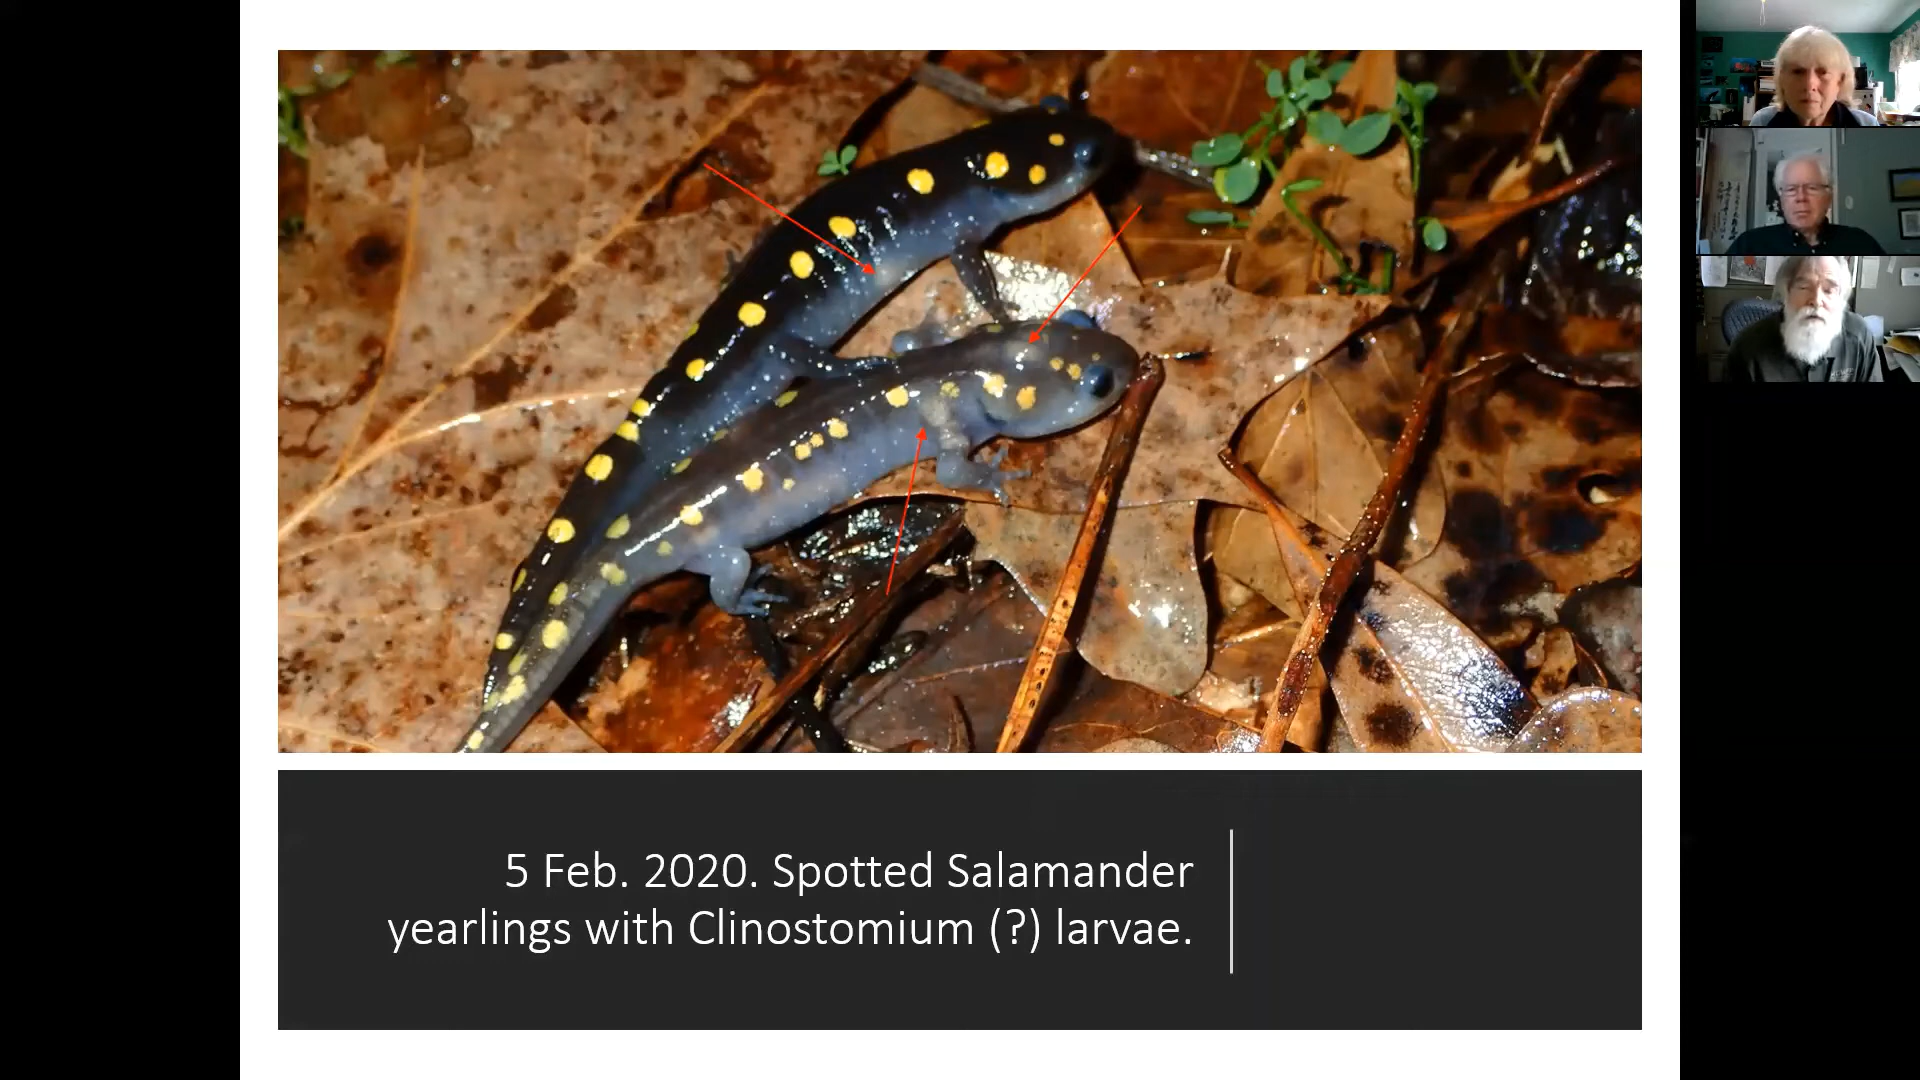 5 Feb. 2020. Spotted Salamander
yearlings with Clinostomium (?) larvae.